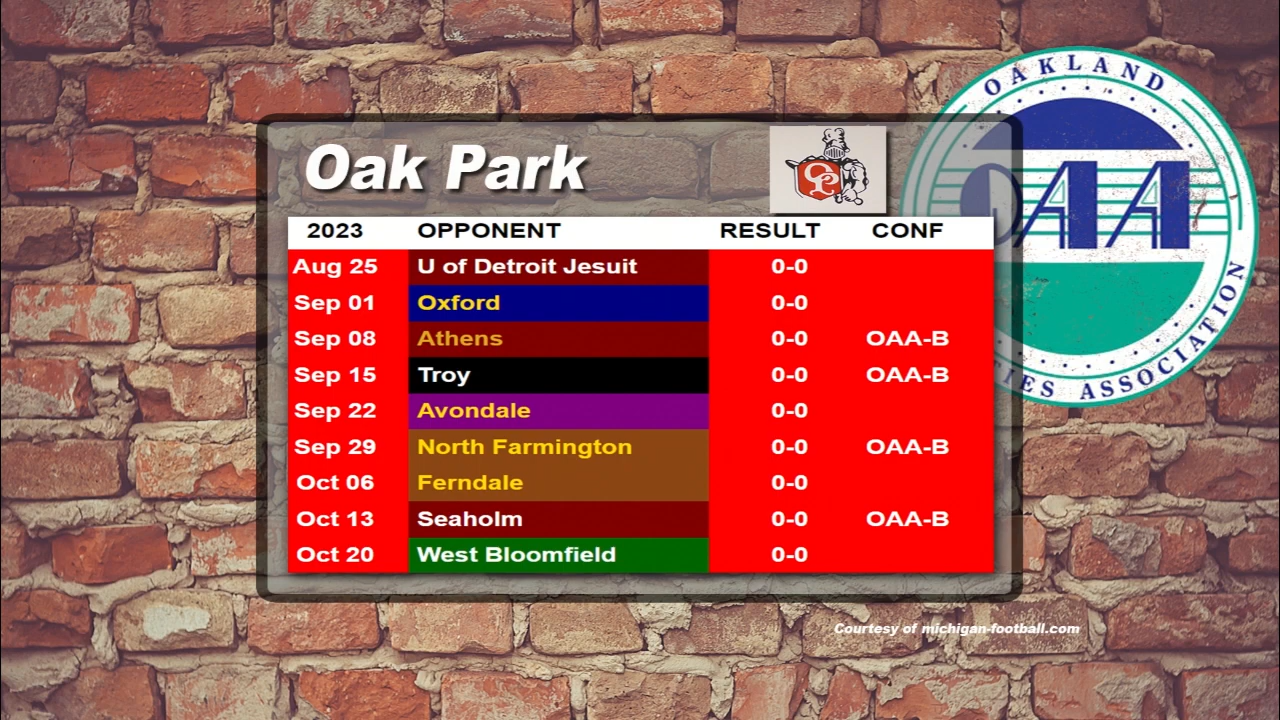 OAKLAND
OAA
TIES ASSOCIATION
Oak Park
OP
2023 OPPONENT RESULT CONF
Aug 25 U of Detroit Jesuit 0-0
Sep 01 Oxford 0-0
Sep 08 Athens 0-0 OAA-B
Sep 15 Troy 0-0 OAA-B
Sep 22 Avondale 0-0
Sep 29 North Farmington 0-0 OAA-B
Oct 06 Ferndale 0-0
Oct 13 Seaholm 0-0 OAA-B
Oct 20 West Bloomfield 0-0
Courtesy of michigan-football.com